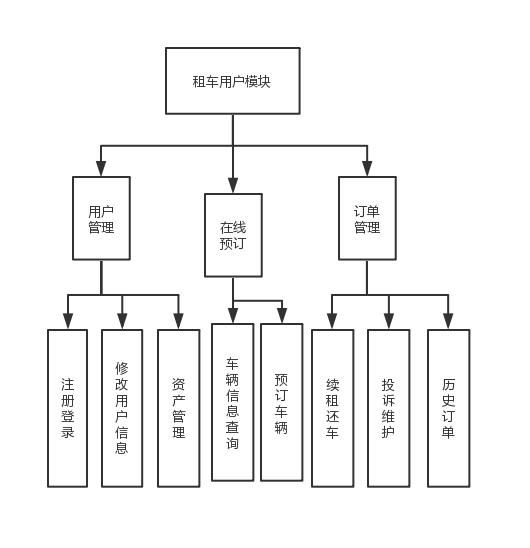 租车用户模块
用户
管理
在线
预订
订单
管理
注册登录
修改用户信息
资产管理
车辆信息查询
预订车辆
续租还车
投诉维护
历史订单